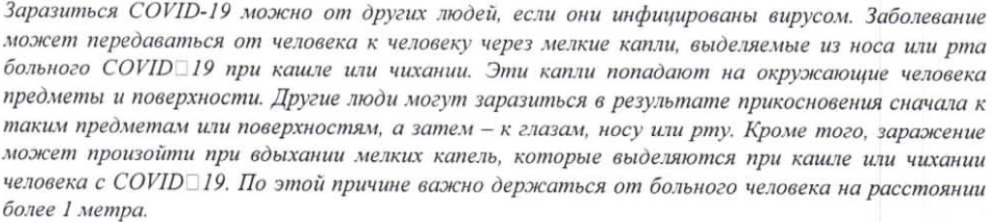 Заразиться COVID-19 можно от других людей, если они инфицированы вирусом. Заболевание
может передаваться от человека к человеку через мелкие капли, выделяемые из носа или рта
больного COVID□19 при кашле или чихании. Эти капли попадают на окружающие человека
предметы и поверхности. Другие люди могут заразиться в результате прикосновения сначала к
таким предметам или поверхностям, а затем – к глазам, носу или рту. Кроме того, заражение
может произойти при вдыхании мелких капель, которые выделяются при кашле или чихании
человека с COVID□19. По этой причине важно держаться от больного человека на расстоянии
более 1 метра.